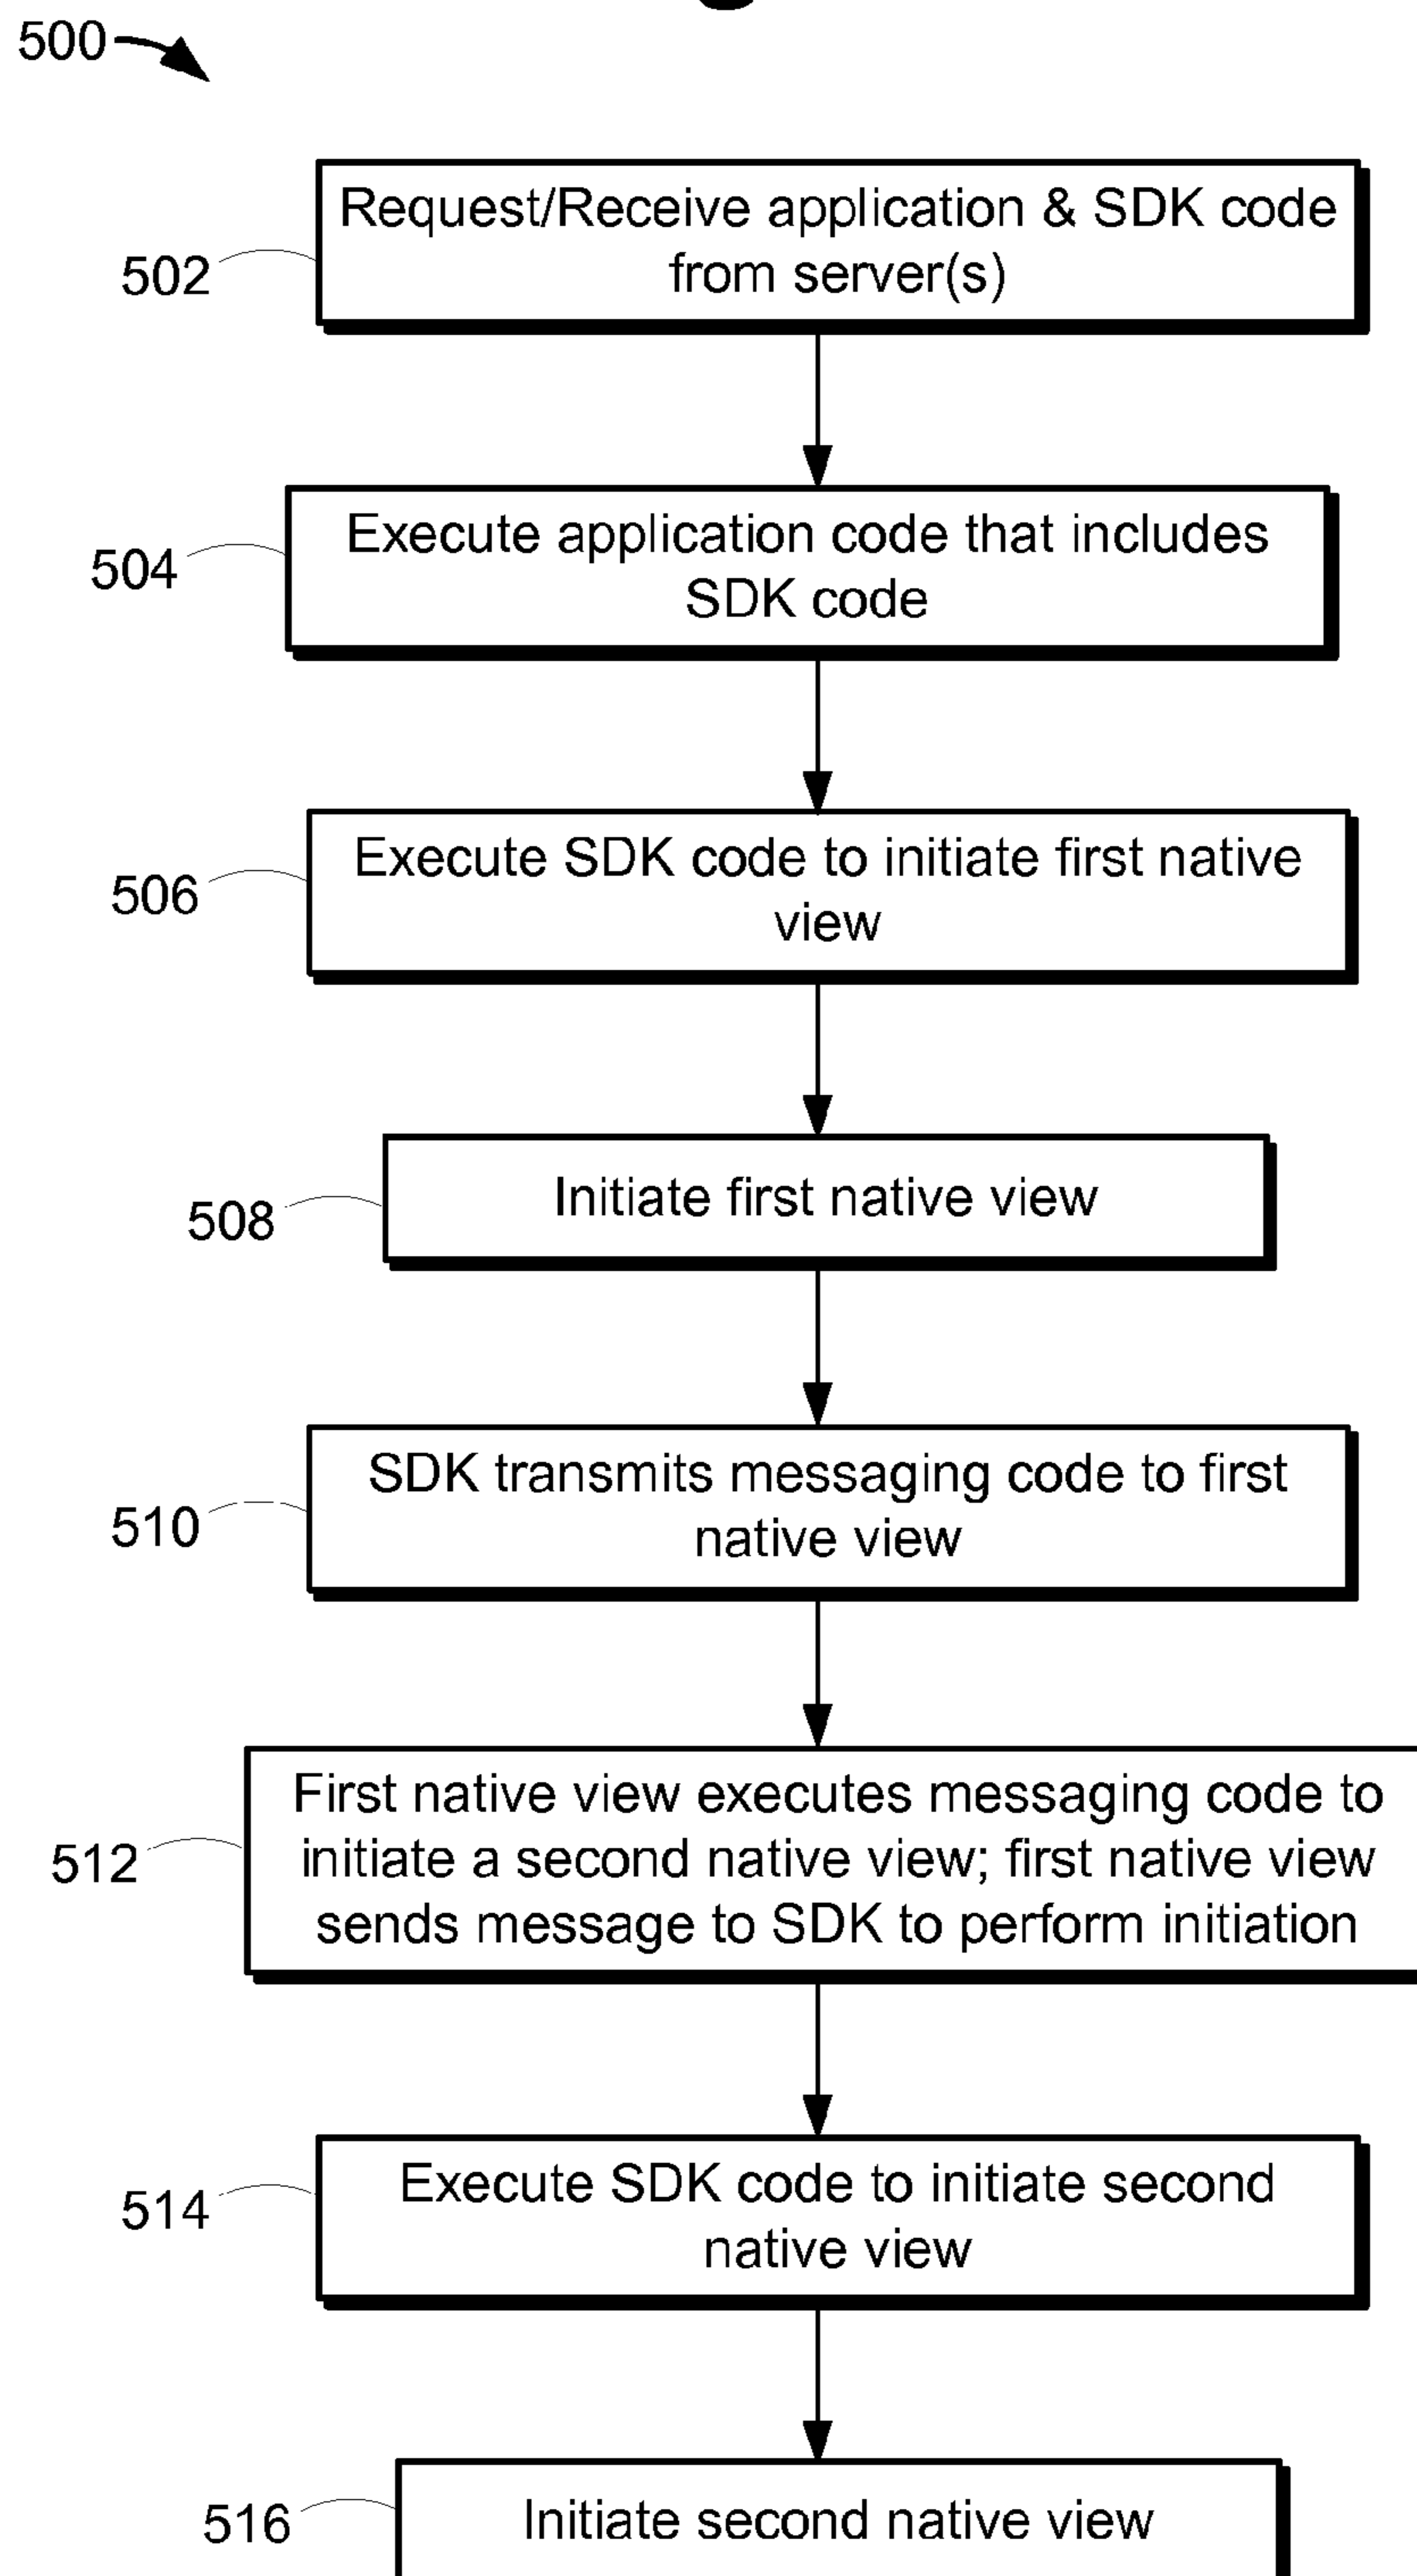 500
Request/Receive application & SDK code
from server(s)
502
Execute application code that includes
SDK code
504
Execute SDK code to initiate first native
view
506
Initiate first native view
508
SDK transmits messaging code to first
native view
510
First native view executes messaging code to
initiate a second native view; first native view
sends message to SDK to perform initiation
512
Execute SDK code to initiate second
native view
514
Initiate second native view
516